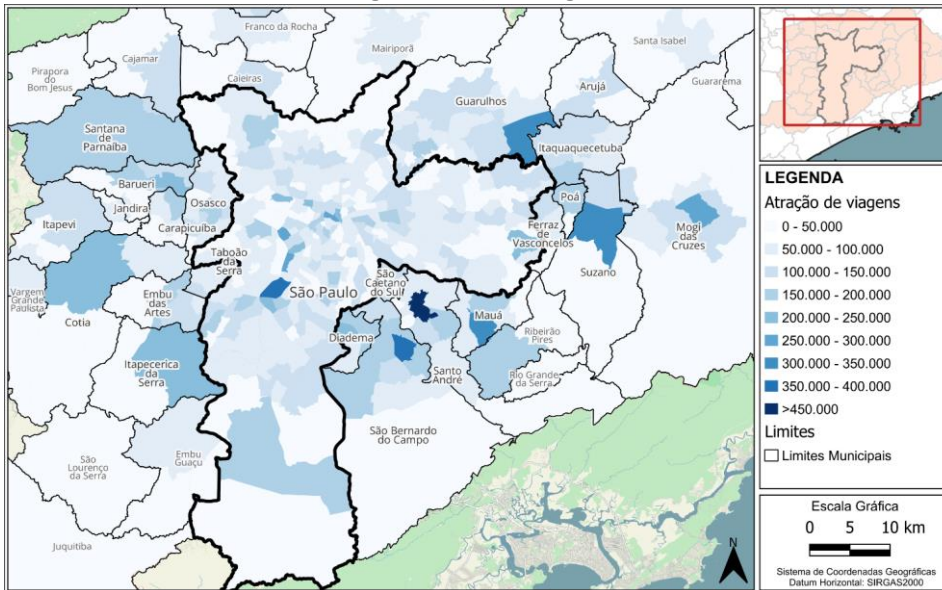 Franco da Rocha
Mairiporã
Santa Isabel
Cajamar
Pirapora
do
Bom Jesus
Caieiras
Guararema
Guarulhos
Arujá
Santana
de
Parnaíba
Itaquaquecetuba
Barueri
Jandira
Osasco
Poá
Itapevi
Carapicuiba
Ferraz
de
Vasconcelos
Mogi
das
Cruzes
Taboão
da
Serra
São
Caetano
do Sul
Suzano
Vargem
Grande
Paulista
Embu
das
Artes
São Paulo
Cotia
Mauá
Ribeirão
Pires
Diadema
Itapecerica
da
Serra
Santo
André
Rio Grande
da Serra
São Bernardo
do Campo
São
Lourenço
da Serra
Embu
Guaçu
Juquitiba
LEGENDA
Atração de viagens
0 - 50.000
50.000 - 100.000
100.000 - 150.000
150.000 - 200.000
200.000 - 250.000
250.000 - 300.000
300.000 - 350.000
350.000 - 400.000
>450.000
Limites
Limites Municipais
Escala Gráfica
0 5 10 km
N
Sistema de Coordenadas Geográficas
Datum Horizontal: SIRGAS2000